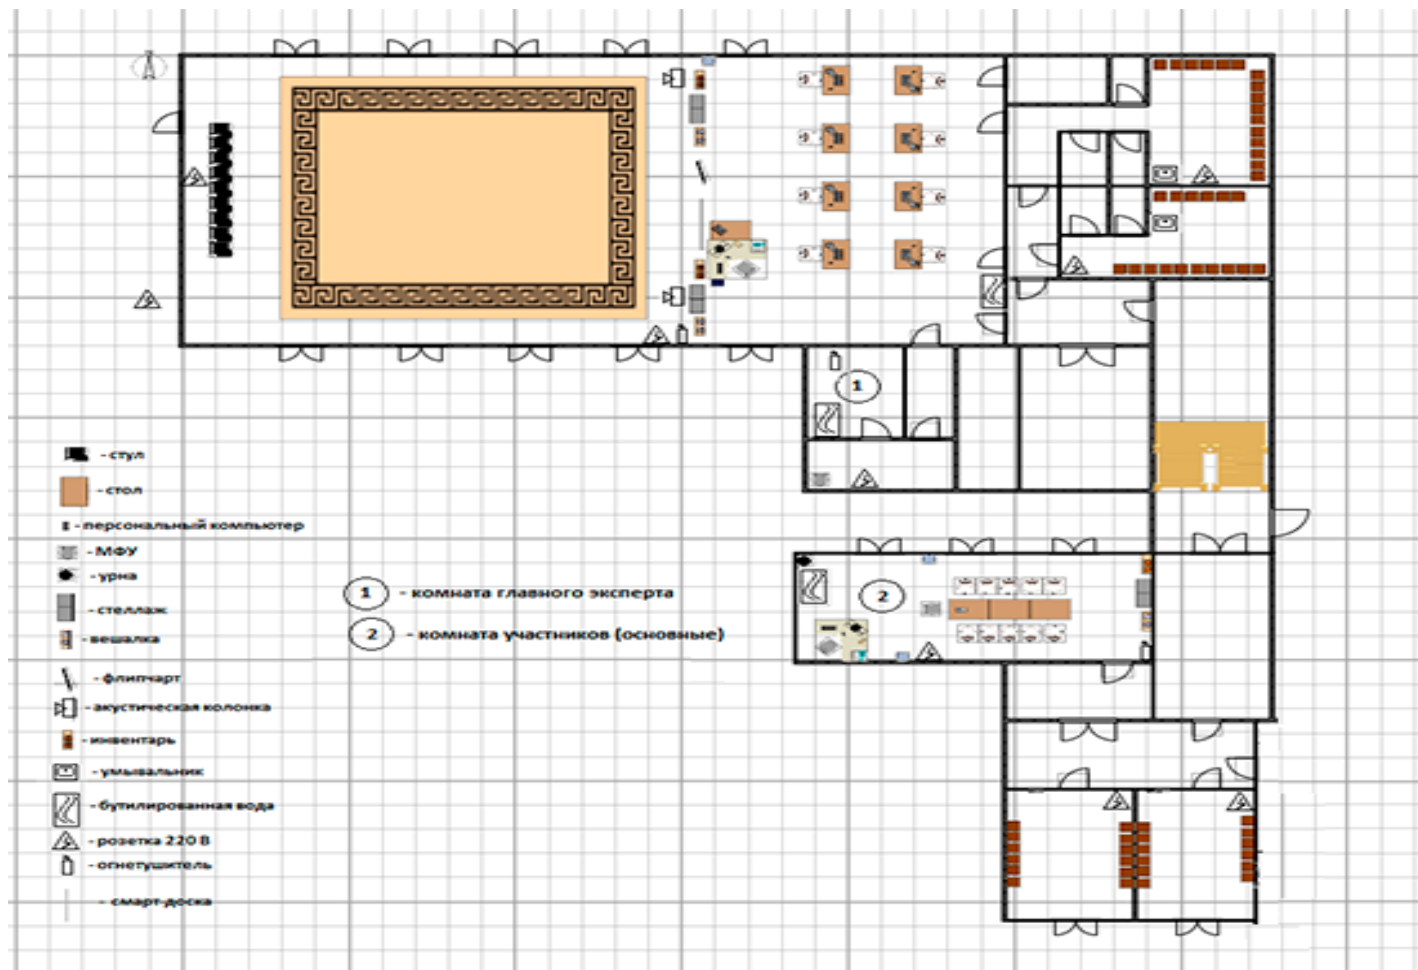 1
- стул
- стол
- персональный компьютер
- МФУ
- урна
1 - комната главного эксперта
2
- стеллаж
2 - комната участников (основные)
- вешалка
- флипчарт
- акустическая колонка
- инвентарь
- умывальник
- бутилированная вода
- розетка 220 В
- огнетушитель
- смарт-доска